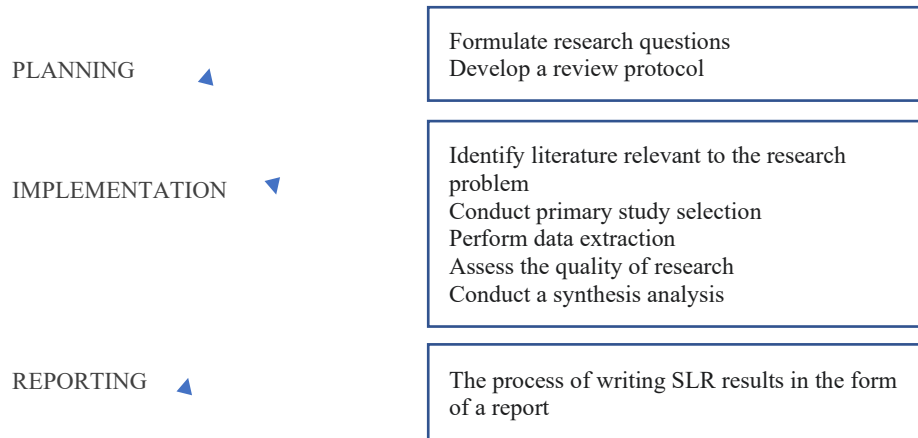 PLANNING
Formulate research questions
Develop a review protocol
IMPLEMENTATION
Identify literature relevant to the research
problem
Conduct primary study selection
Perform data extraction
Assess the quality of research
Conduct a synthesis analysis
REPORTING
The process of writing SLR results in the form
of a report